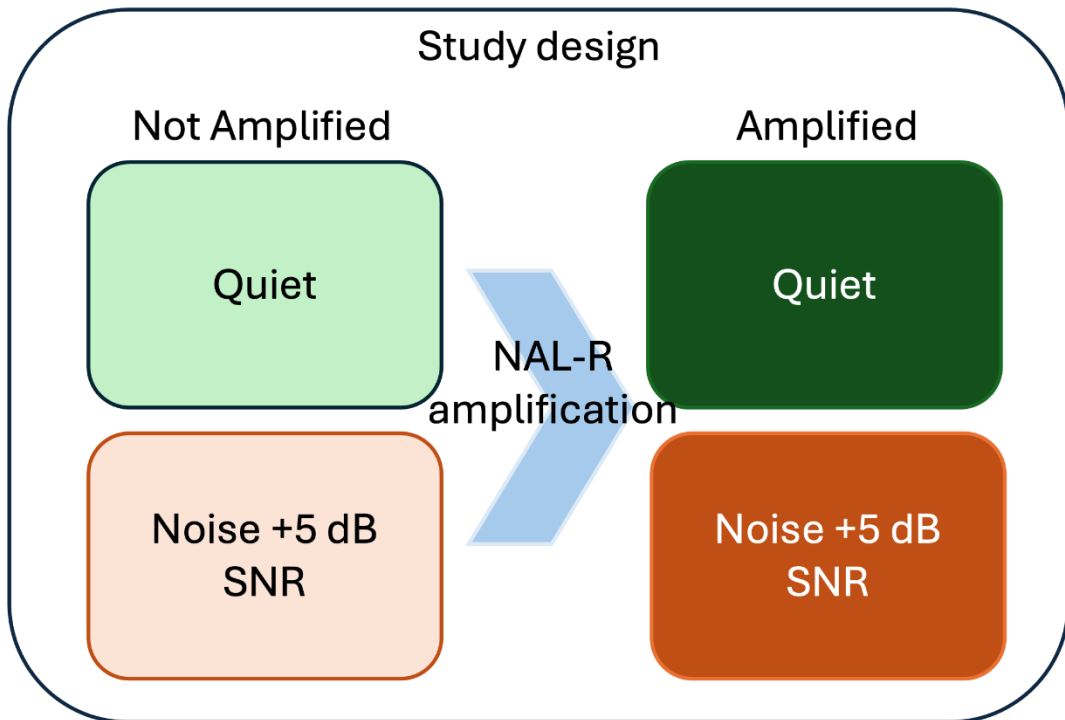 Study design
Not Amplified
Amplified
Quiet
Quiet
NAL-R
amplification
Noise +5 dB
SNR
Noise +5 dB
SNR